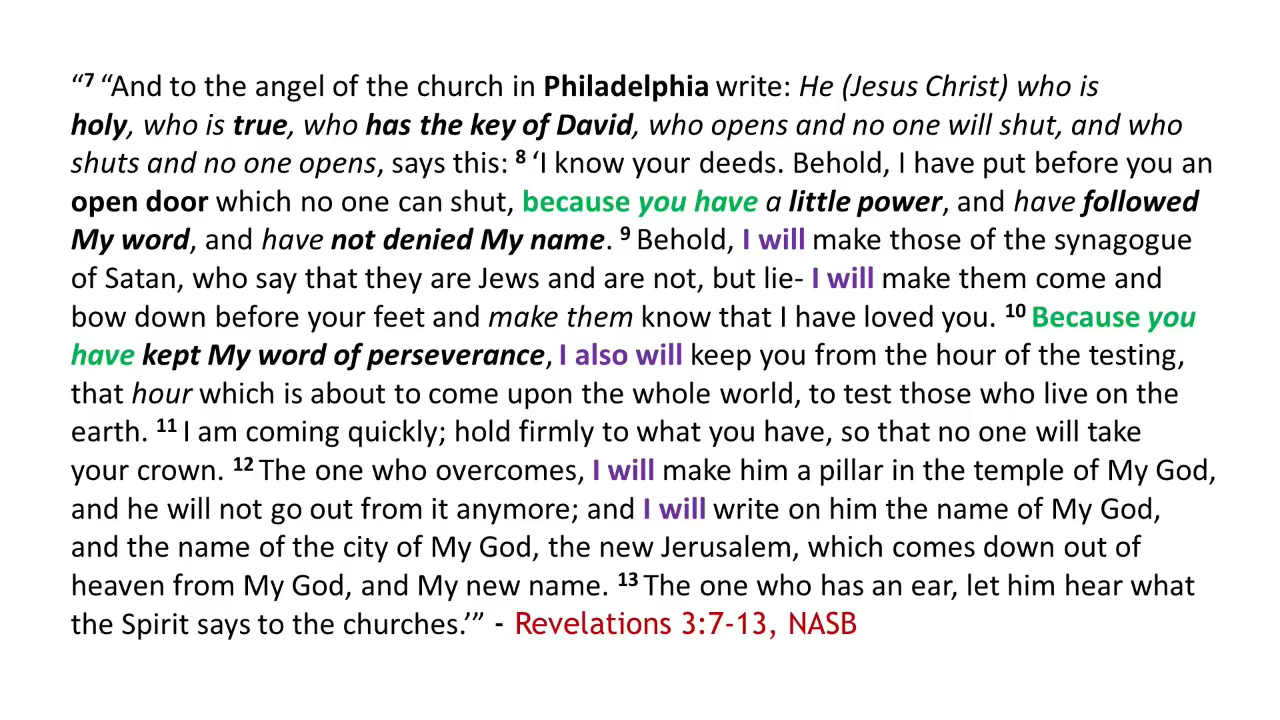 “⁷ “And to the angel of the church in Philadelphia write: He (Jesus Christ) who is
holy, who is true, who has the key of David, who opens and no one will shut, and who
shuts and no one opens, says this: ⁸ ‘I know your deeds. Behold, I have put before you an
open door which no one can shut, because you have a little power, and have followed
My word, and have not denied My name. ⁹ Behold, I will make those of the synagogue
of Satan, who say that they are Jews and are not, but lie- I will make them come and
bow down before your feet and make them know that I have loved you. ¹⁰ Because you
have kept My word of perseverance, I also will keep you from the hour of the testing,
that hour which is about to come upon the whole world, to test those who live on the
earth. ¹¹ I am coming quickly; hold firmly to what you have, so that no one will take
your crown. ¹² The one who overcomes, I will make him a pillar in the temple of My God,
and he will not go out from it anymore; and I will write on him the name of My God,
and the name of the city of My God, the new Jerusalem, which comes down out of
heaven from My God, and My new name. ¹³ The one who has an ear, let him hear what
the Spirit says to the churches.’” - Revelations 3:7-13, NASB